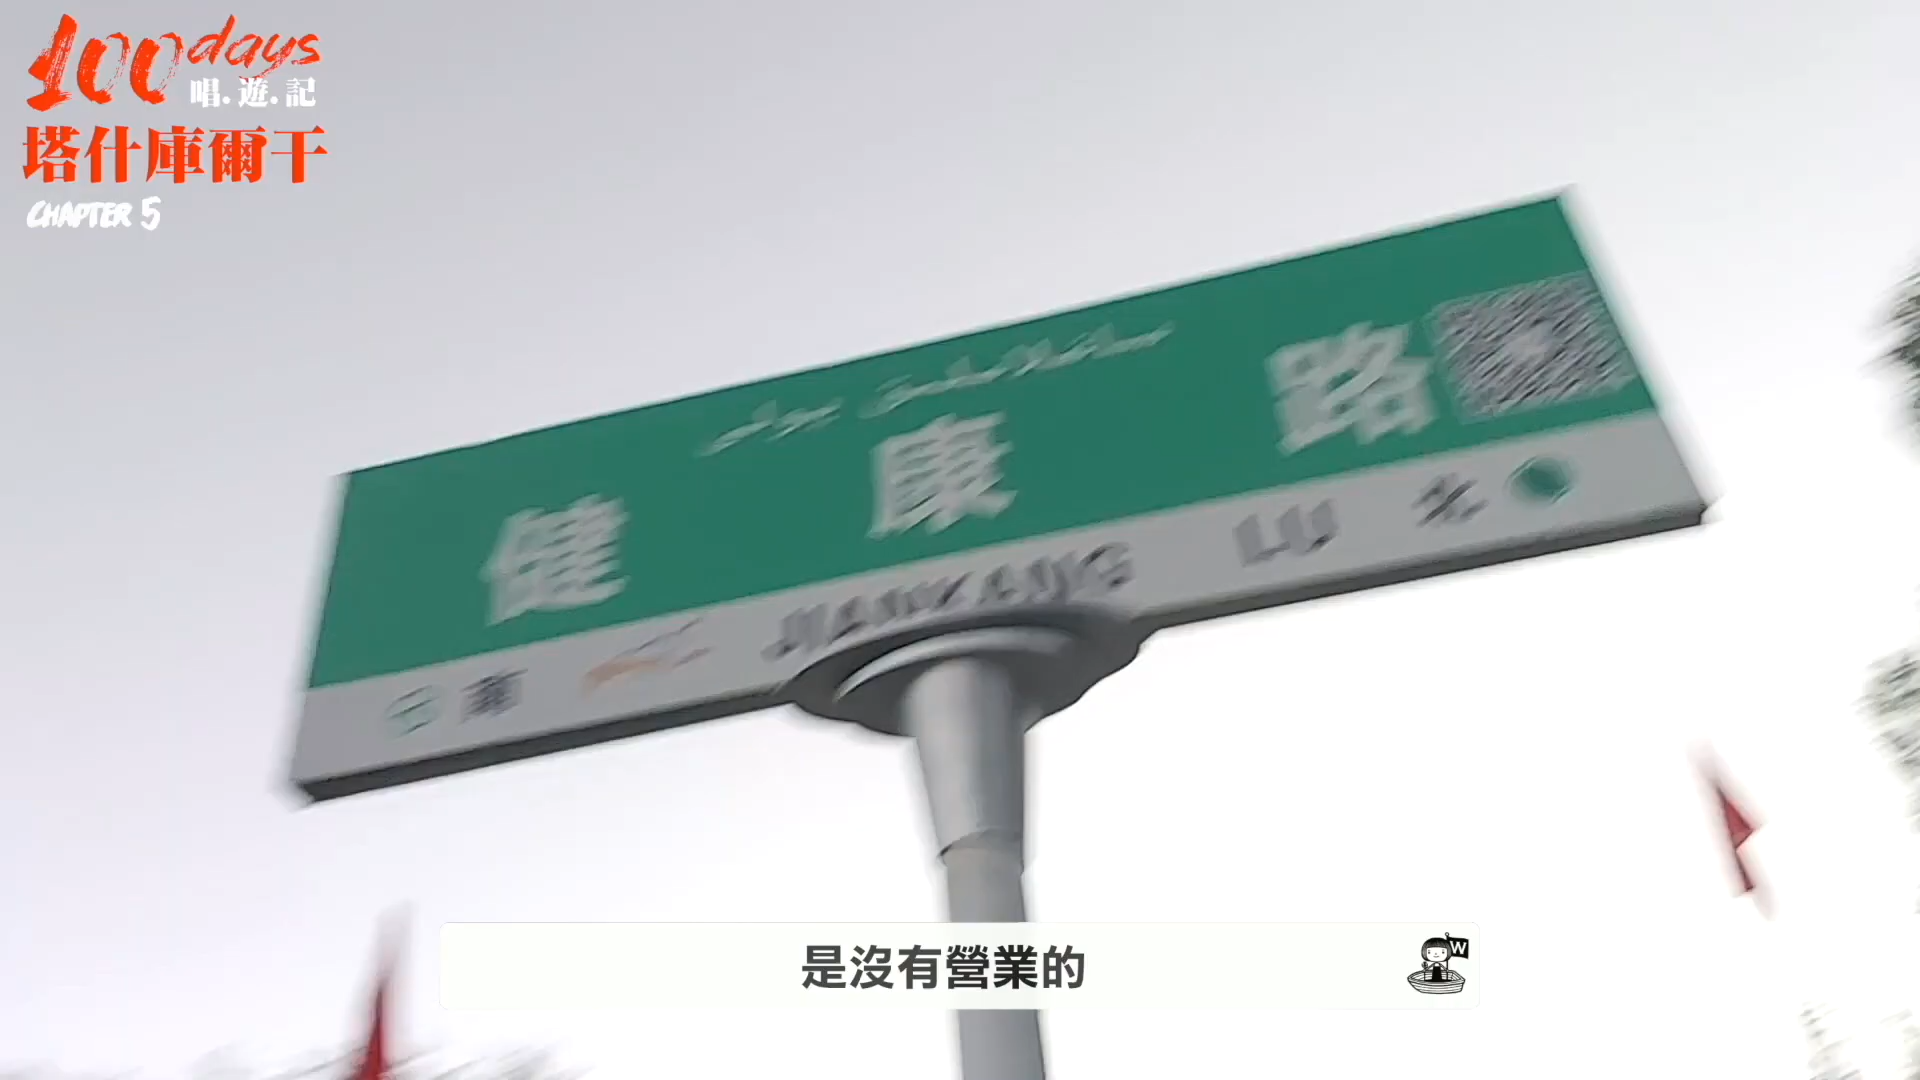 100days
唱.遊.記
塔什庫爾干
CHAPTER 5
健康路
南 JIANKANG LU 北
是沒有營業的
W